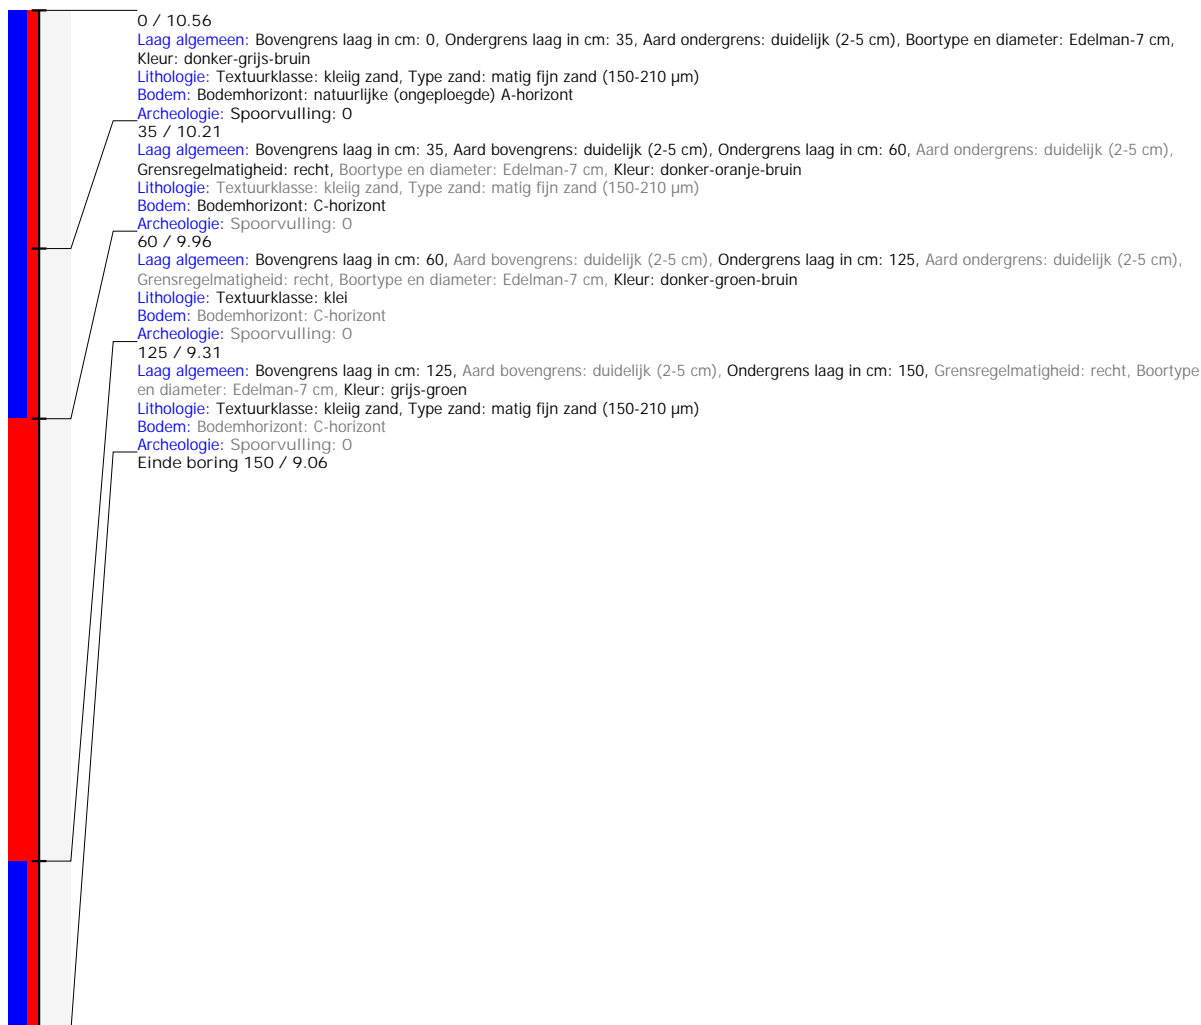 0 / 10.56
Laag algemeen: Bovengrens laag in cm: 0, Ondergrens laag in cm: 35, Aard ondergrens: duidelijk (2-5 cm), Boortype en diameter: Edelman-7 cm,
Kleur: donker-grijs-bruin
Lithologie: Textuurklasse: kleiig zand, Type zand: matig fijn zand (150-210 µm)
Bodem: Bodemhorizont: natuurlijke (ongeploegde) A-horizont
Archeologie: Spoorvulling: 0
35 / 10.21
Laag algemeen: Bovengrens laag in cm: 35, Aard bovengrens: duidelijk (2-5 cm), Ondergrens laag in cm: 60, Aard ondergrens: duidelijk (2-5 cm),
Grensregelmatigheid: recht, Boortype en diameter: Edelman-7 cm, Kleur: donker-oranje-bruin
Lithologie: Textuurklasse: kleiig zand, Type zand: matig fijn zand (150-210 µm)
Bodem: Bodemhorizont: C-horizont
Archeologie: Spoorvulling: 0
60 / 9.96
Laag algemeen: Bovengrens laag in cm: 60, Aard bovengrens: duidelijk (2-5 cm), Ondergrens laag in cm: 125, Aard ondergrens: duidelijk (2-5 cm),
Grensregelmatigheid: recht, Boortype en diameter: Edelman-7 cm, Kleur: donker-groen-bruin
Lithologie: Textuurklasse: klei
Bodem: Bodemhorizont: C-horizont
Archeologie: Spoorvulling: 0
125 / 9.31
Laag algemeen: Bovengrens laag in cm: 125, Aard bovengrens: duidelijk (2-5 cm), Ondergrens laag in cm: 150, Grensregelmatigheid: recht, Boortype
en diameter: Edelman-7 cm, Kleur: grijs-groen
Lithologie: Textuurklasse: kleiig zand, Type zand: matig fijn zand (150-210 µm)
Bodem: Bodemhorizont: C-horizont
Archeologie: Spoorvulling: 0
Einde boring 150 / 9.06